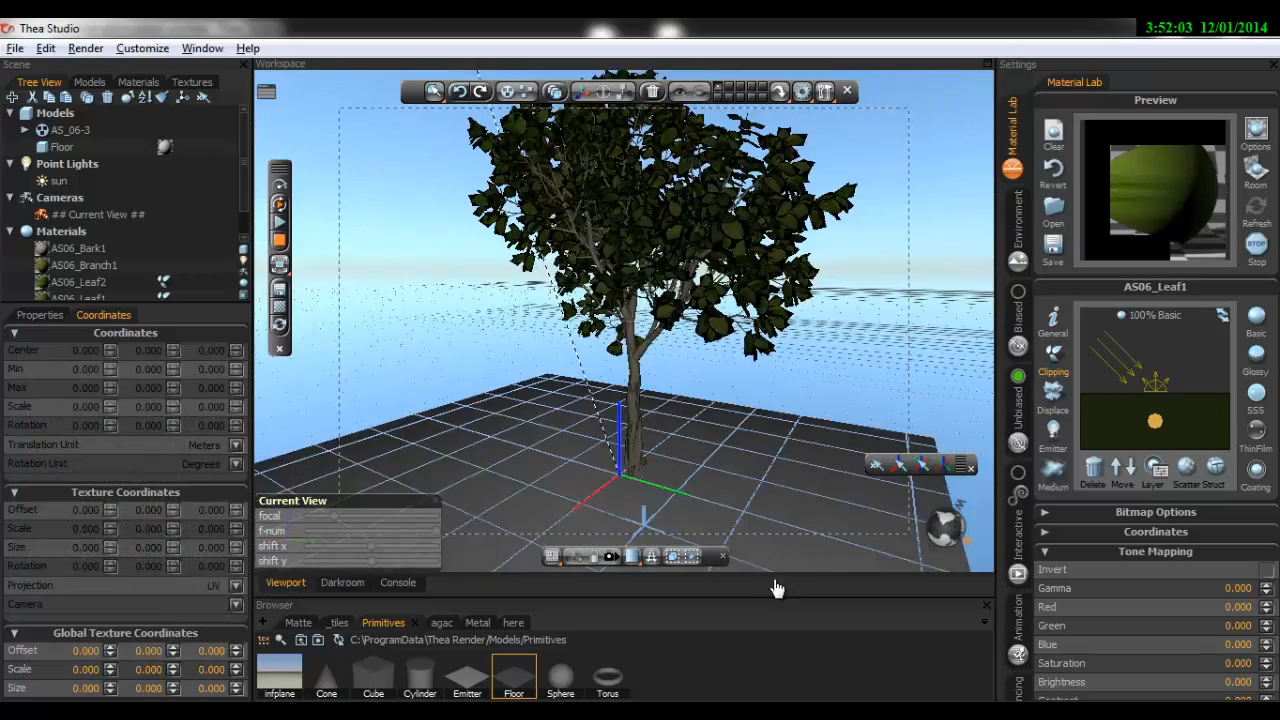 Thea Studio
3:52:03 12/01/2014
File Edit Render Customize Window Help
Scene
Tree View Models Materials Textures
Models
AS_06-3
Floor
Point Lights
sun
Cameras
## Current View ##
Materials
AS06_Bark1
AS06_Branch1
AS06_Leaf2
AS06_Leaf1
Properties Coordinates
Coordinates
Center 0.000 0.000 0.000
Min 0.000 0.000 0.000
Max 0.000 0.000 0.000
Scale 0.000 0.000 0.000
Rotation 0.000 0.000 0.000
Translation Unit Meters
Rotation Unit Degrees
Texture Coordinates
Offset 0.000 0.000 0.000
Scale 0.000 0.000 0.000
Size 0.000 0.000 0.000
Rotation 0.000 0.000 0.000
Projection UV
Camera
Global Texture Coordinates
Offset 0.000 0.000 0.000
Scale 0.000 0.000 0.000
Size 0.000 0.000 0.000
Workspace
Current View
focal
f-num
shift x
shift y
Viewport Darkroom Console
Browser
Matte _tiles Primitives agac Metal here
C:\ProgramData\Thea Render/Models/Primitives
infplane Cone Cube Cylinder Emitter Floor Sphere Torus
Settings
Material Lab
Material Lab
Environment
Biased
Unbiased
Interactive
Animation
Preview
Clear
Revert
Open
Save
Options
Room
Refresh
Stop
AS06_Leaf1
100% Basic
General
Clipping
Displace
Emitter
Medium
Basic
Glossy
SSS
ThinFilm
Coating
Delete Move Layer Scatter Struct
Bitmap Options
Coordinates
Tone Mapping
Invert
Gamma 0.000
Red 0.000
Green 0.000
Blue 0.000
Saturation 0.000
Brightness 0.000